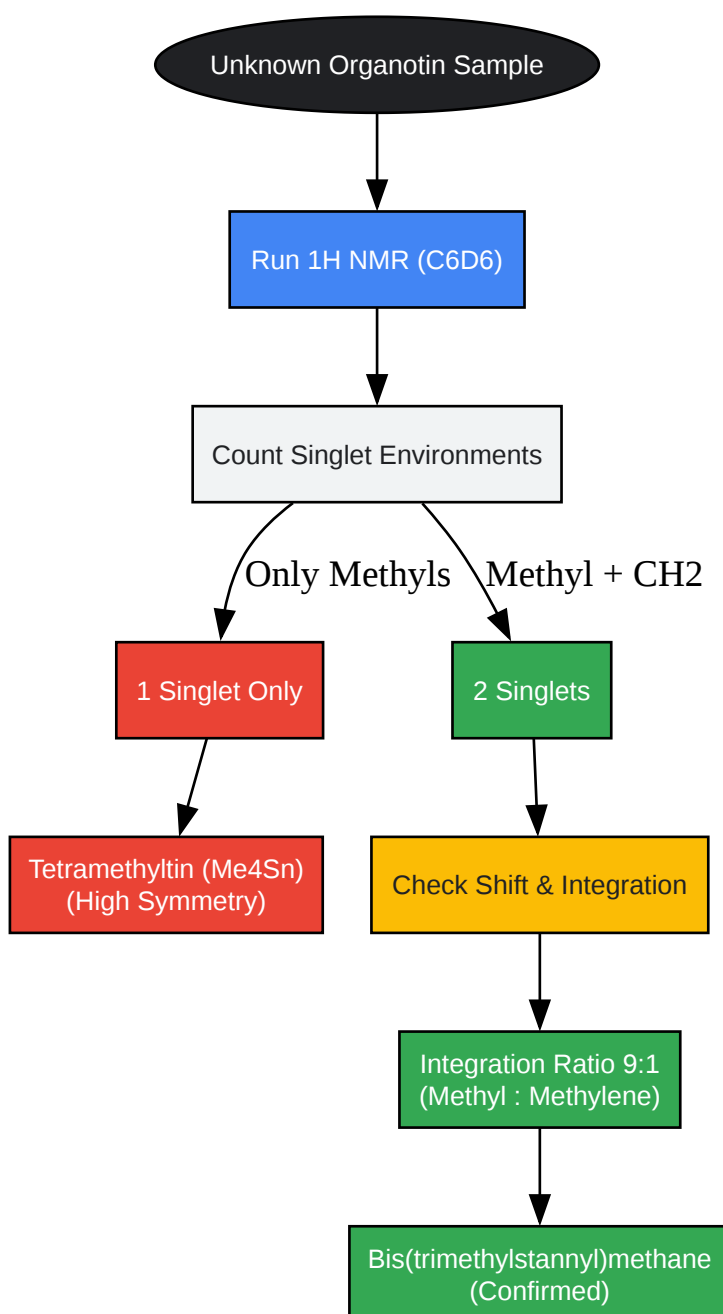 Unknown Organotin Sample
Run 1H NMR (C6D6)
Count Singlet Environments
Only Methyls
Methyl + CH2
1 Singlet Only
2 Singlets
Tetramethyltin (Me4Sn)
(High Symmetry)
Check Shift & Integration
Integration Ratio 9:1
(Methyl : Methylene)
Bis(trimethylstannyl)methane
(Confirmed)